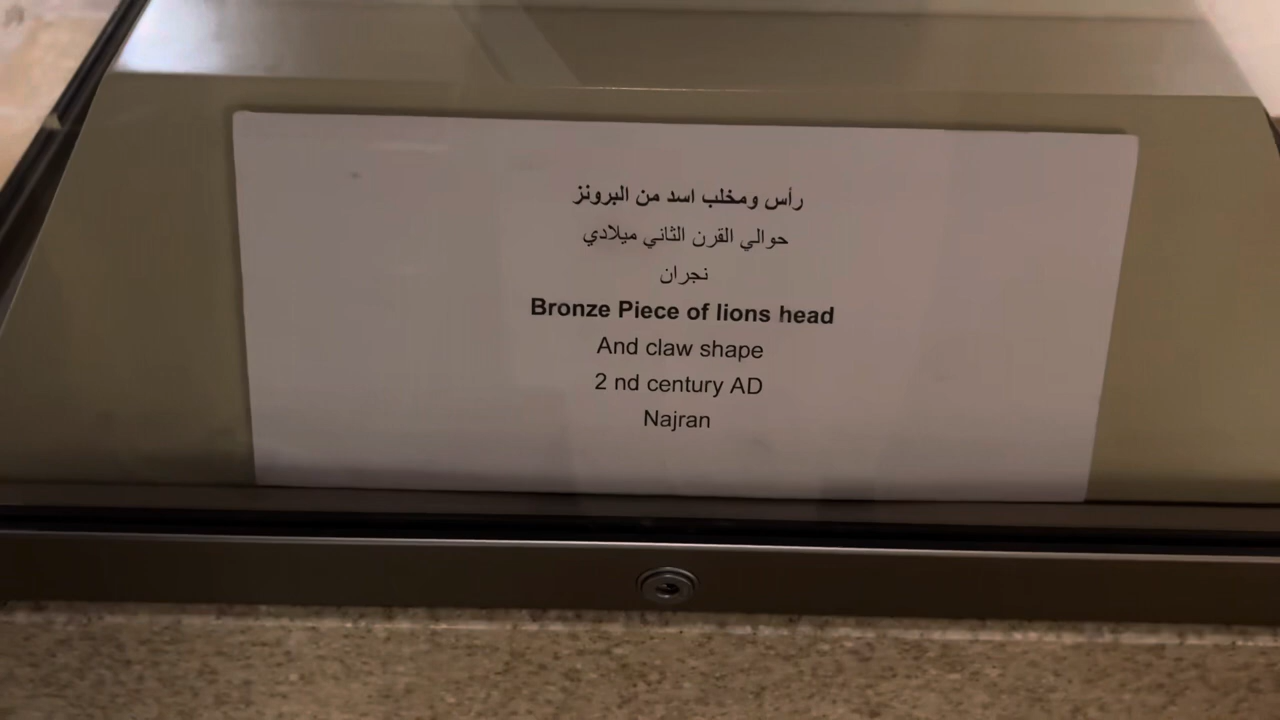 رأس ومخلب اسد من البرونز
حوالي القرن الثاني ميلادي
نجران
Bronze Piece of lions head
And claw shape
2 nd century AD
Najran